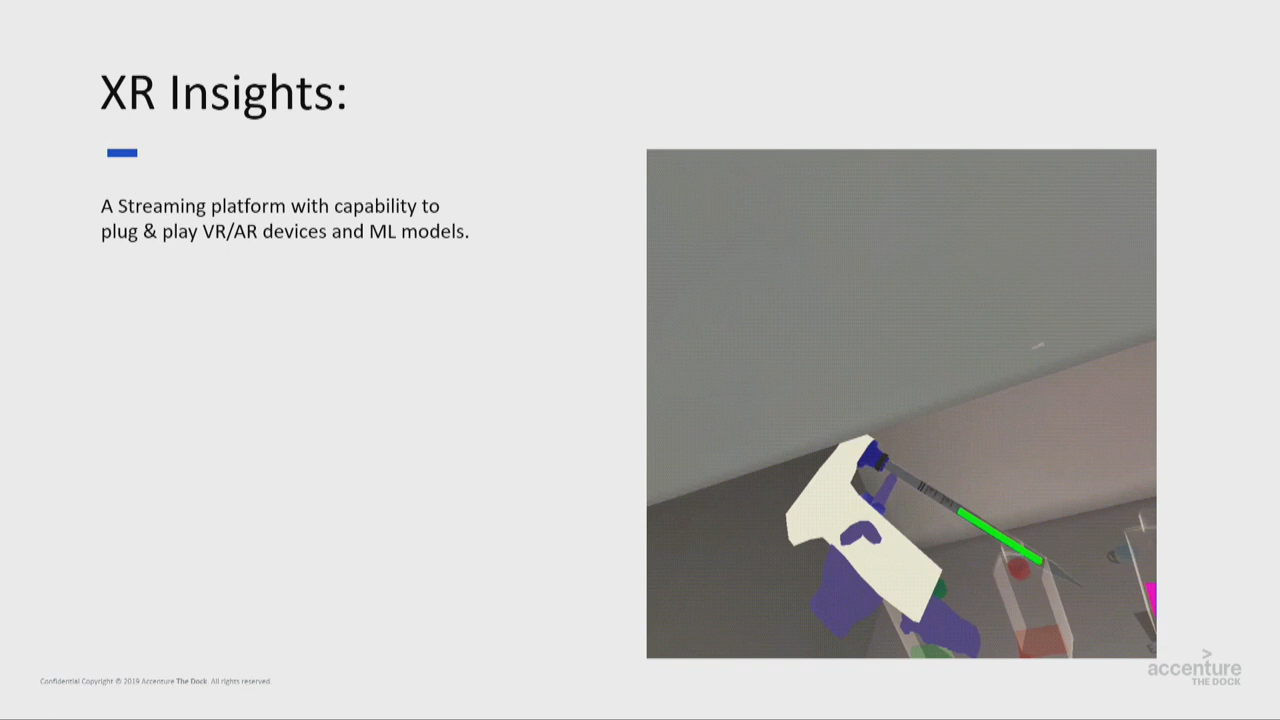 XR Insights:
A Streaming platform with capability to
plug & play VR/AR devices and ML models.
Confidential Copyright © 2019 Accenture The Dock. All rights reserved.
accenture
THE DOCK